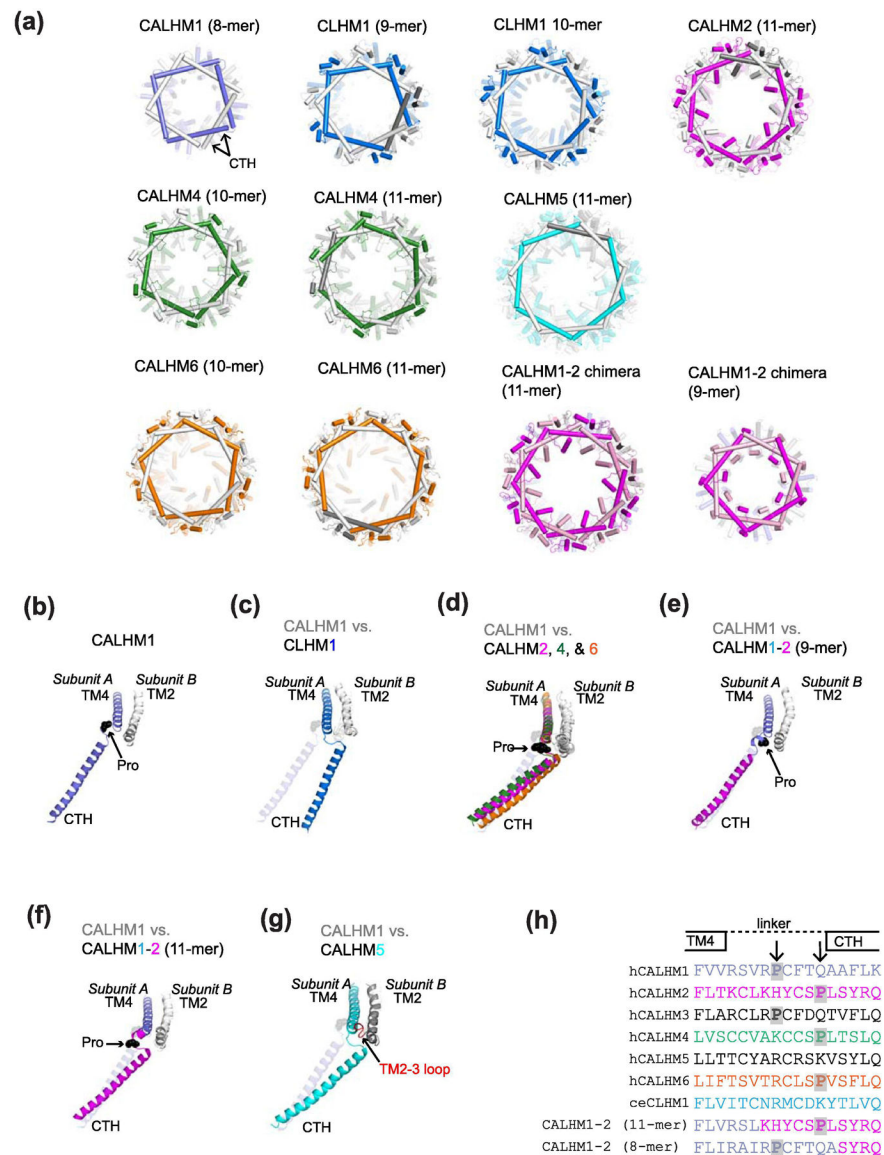 (a)
CALHM1 (8-mer)
CLHM1 (9-mer)
CLHM1 10-mer
CALHM2 (11-mer)
CTH
CALHM4 (10-mer)
CALHM4 (11-mer)
CALHM5 (11-mer)
CALHM6 (10-mer)
CALHM6 (11-mer)
CALHM1-2 chimera
(11-mer)
CALHM1-2 chimera
(9-mer)
(b)
CALHM1
Subunit A
TM4
Subunit B
TM2
Pro
CTH
(c)
CALHM1 vs.
CLHM1
Subunit A
TM4
Subunit B
TM2
CTH
(d)
CALHM1 vs.
CALHM2, 4, & 6
Subunit A
TM4
Subunit B
TM2
Pro
CTH
(e)
CALHM1 vs.
CALHM1-2 (9-mer)
Subunit A
TM4
Subunit B
TM2
Pro
CTH
(f)
CALHM1 vs.
CALHM1-2 (11-mer)
Subunit A
TM4
Subunit B
TM2
Pro
CTH
(g)
CALHM1 vs.
CALHM5
Subunit A
TM4
Subunit B
TM2
TM2-3 loop
CTH
(h)
linker
TM4 CTH
hCALHM1 FVVRSVRPCFTQAAFLK
hCALHM2 FLTKCLKHYCSPLSYRQ
hCALHM3 FLARCLRPCFDQTVFLQ
hCALHM4 LVSCCVAKCCSPLTSLQ
hCALHM5 LLTTCYARCRSKVSYLQ
hCALHM6 LIFTSVTRCLSPVSFLQ
ceCLHM1 FLVITCNRMCDKYTLVQ
CALHM1-2 (11-mer) FLVRSLKHYCSPLSYRQ
CALHM1-2 (8-mer) FLIRAIRPCFTQASYRQ